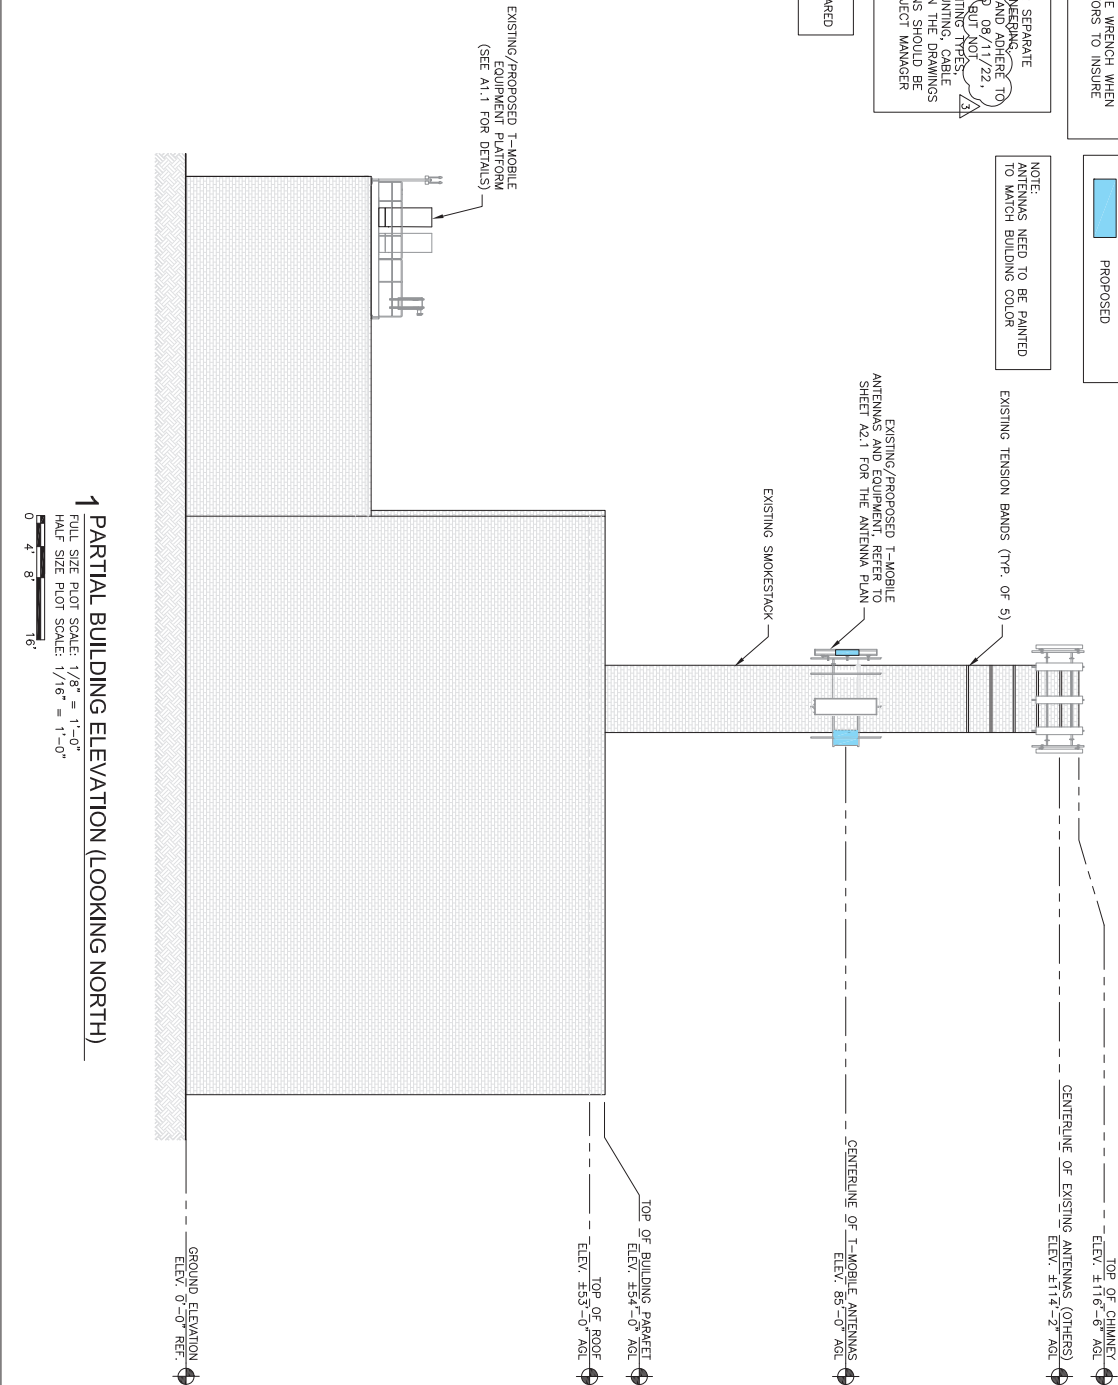 E WRENCH WHEN
ORS TO INSURE
SEPARATE
NEERING.
AND ADHERE TO
08/11/22,
BUT NOT
TING TYPES,
UNTING, CABLE
N THE DRAWINGS
NS SHOULD BE
JECT MANAGER
3
ARED
PROPOSED
NOTE:
ANTENNAS NEED TO BE PAINTED
TO MATCH BUILDING COLOR
EXISTING TENSION BANDS (TYP. OF 5)
EXISTING/PROPOSED T-MOBILE
ANTENNAS AND EQUIPMENT, REFER TO
SHEET A2.1 FOR THE ANTENNA PLAN
EXISTING SMOKESTACK
EXISTING/PROPOSED T-MOBILE
EQUIPMENT PLATFORM
(SEE A1.1 FOR DETAILS)
TOP OF CHIMNEY
ELEV. ±116'-6" AGL
CENTERLINE OF EXISTING ANTENNAS (OTHERS)
ELEV. ±114'-2" AGL
CENTERLINE OF T-MOBILE ANTENNAS
ELEV. 85'-0" AGL
TOP OF BUILDING PARAFET
ELEV. ±54'-0" AGL
TOP OF ROOF
ELEV. ±53'-0" AGL
GROUND ELEVATION
ELEV. 0'-0" REF.
1 PARTIAL BUILDING ELEVATION (LOOKING NORTH)
FULL SIZE PLOT SCALE: 1/8" = 1'-0"
HALF SIZE PLOT SCALE: 1/16" = 1'-0"
0 4' 8' 16'